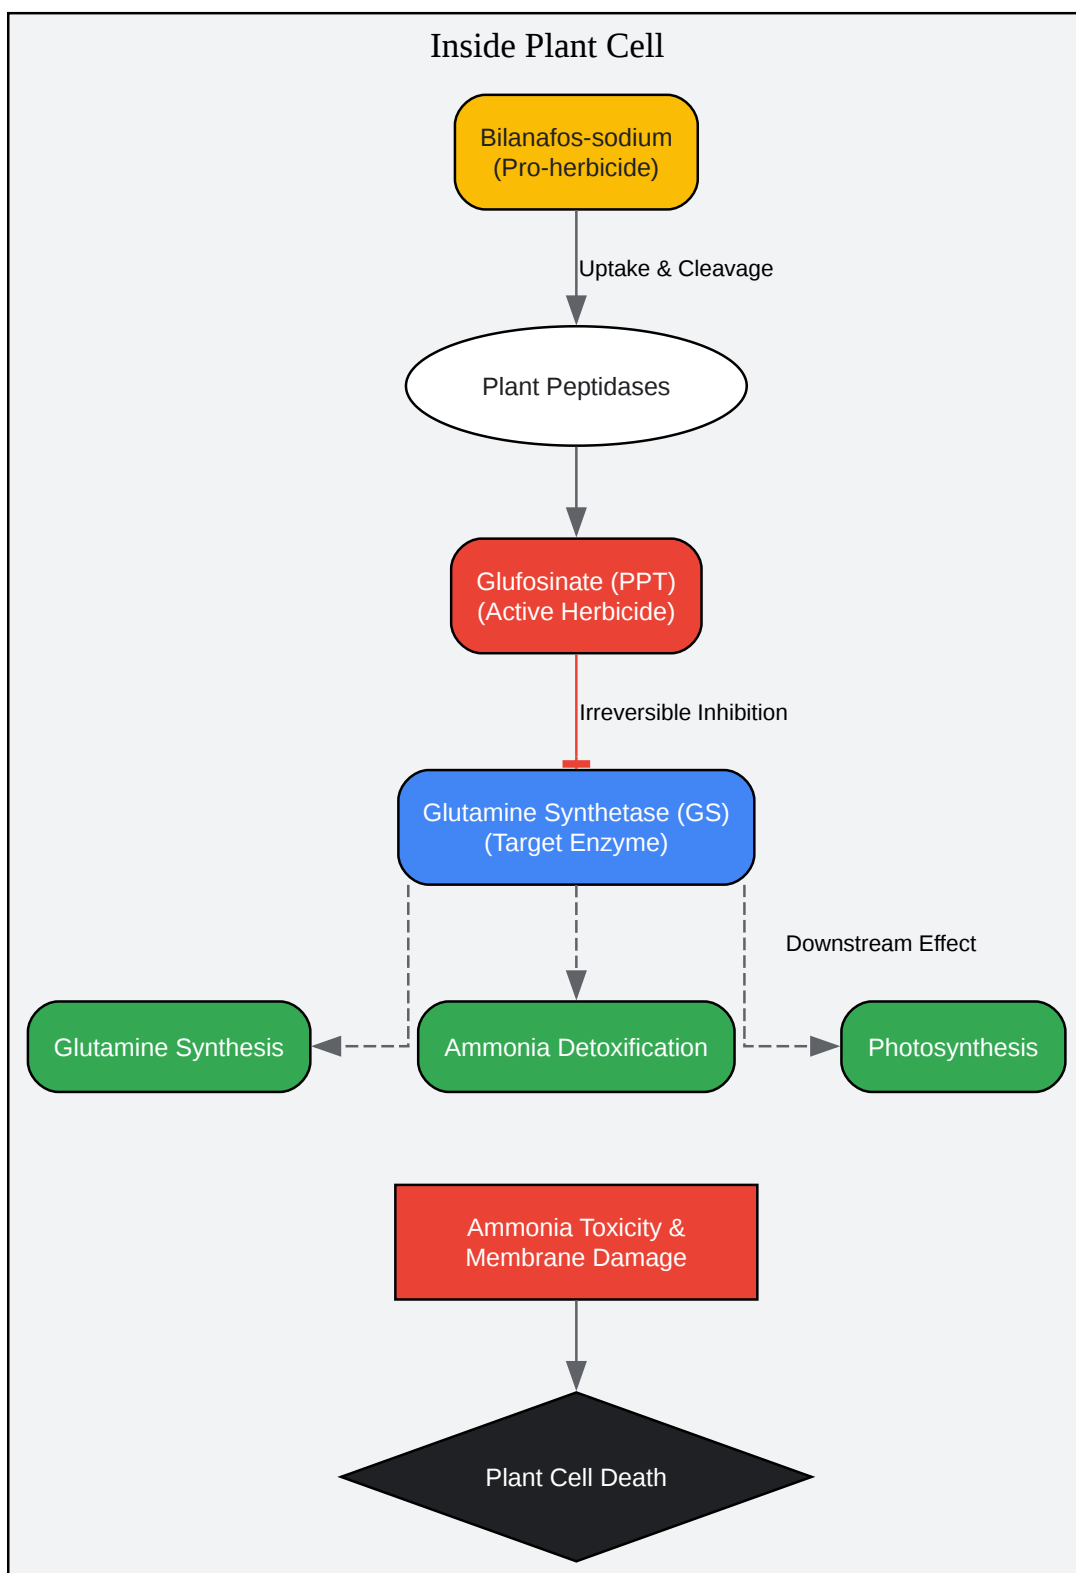 Inside Plant Cell
Bilanafos-sodium
(Pro-herbicide)
Uptake & Cleavage
Plant Peptidases
Glufosinate (PPT)
(Active Herbicide)
Irreversible Inhibition
Glutamine Synthetase (GS)
(Target Enzyme)
Downstream Effect
Glutamine Synthesis
Ammonia Detoxification
Photosynthesis
Ammonia Toxicity &
Membrane Damage
Plant Cell Death